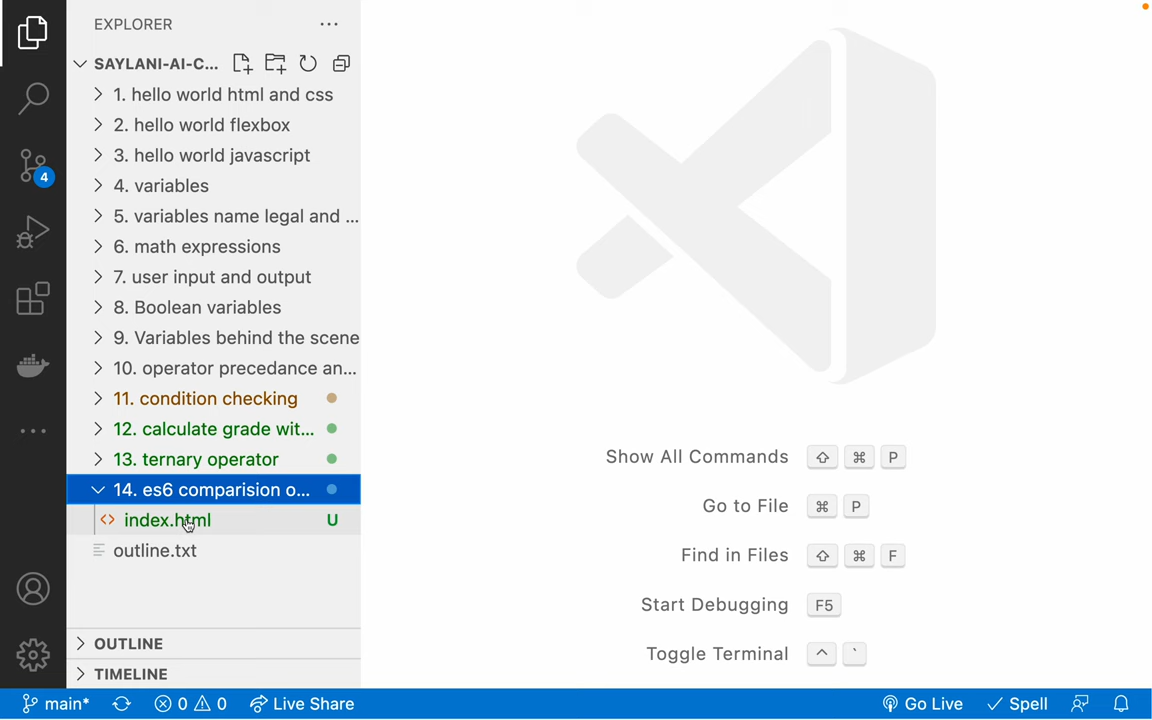 EXPLORER
SAYLANI-AI-C...
1. hello world html and css
2. hello world flexbox
3. hello world javascript
4
4. variables
5. variables name legal and ...
6. math expressions
7. user input and output
8. Boolean variables
9. Variables behind the scene
10. operator precedance an...
11. condition checking
12. calculate grade wit...
13. ternary operator
14. es6 comparision o...
index.html U
outline.txt
OUTLINE
TIMELINE
Show All Commands ⇧ ⌘ P
Go to File ⌘ P
Find in Files ⇧ ⌘ F
Start Debugging F5
Toggle Terminal ^ `
main* 0 0 Live Share Go Live Spell